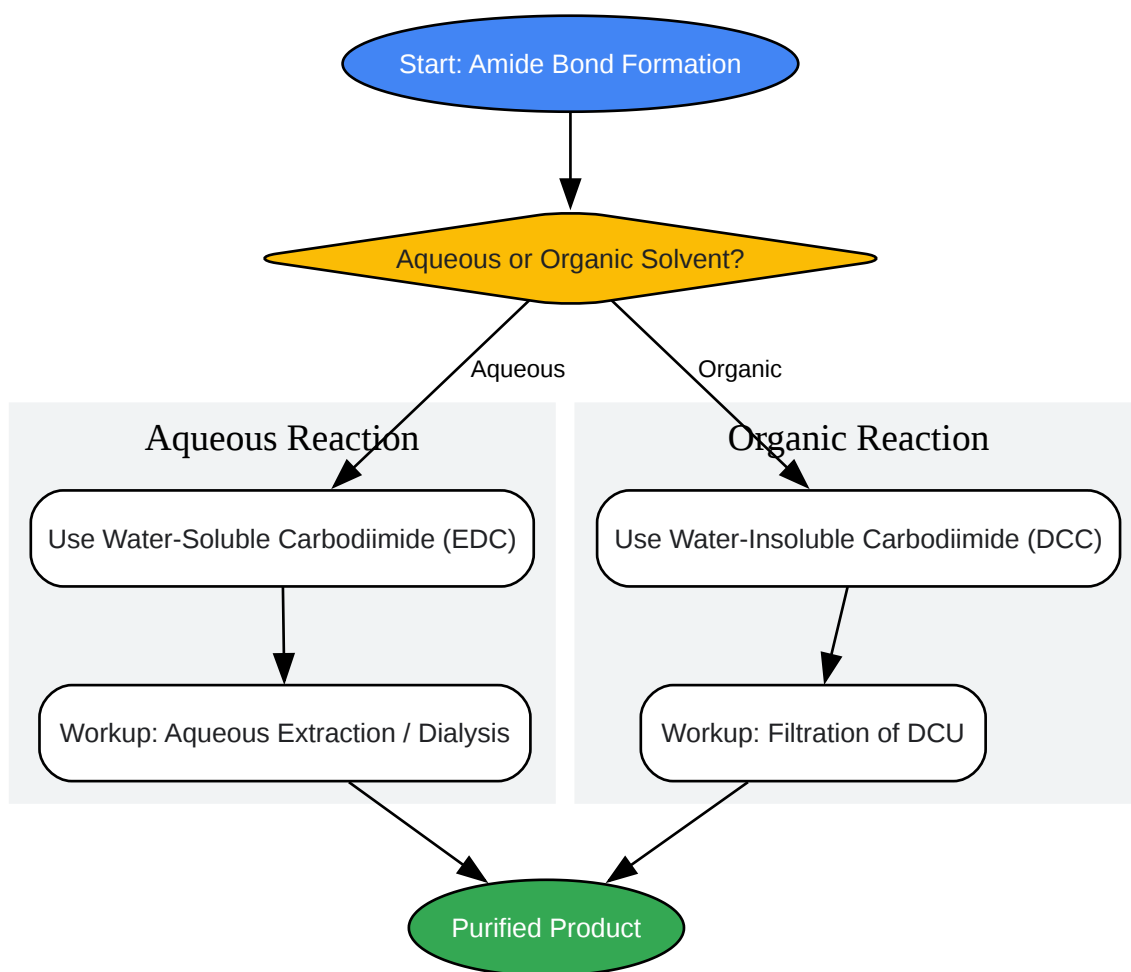 Start: Amide Bond Formation
Aqueous or Organic Solvent?
Aqueous
Organic
Aqueous Reaction
Organic Reaction
Use Water-Soluble Carbodiimide (EDC)
Use Water-Insoluble Carbodiimide (DCC)
Workup: Aqueous Extraction / Dialysis
Workup: Filtration of DCU
Purified Product